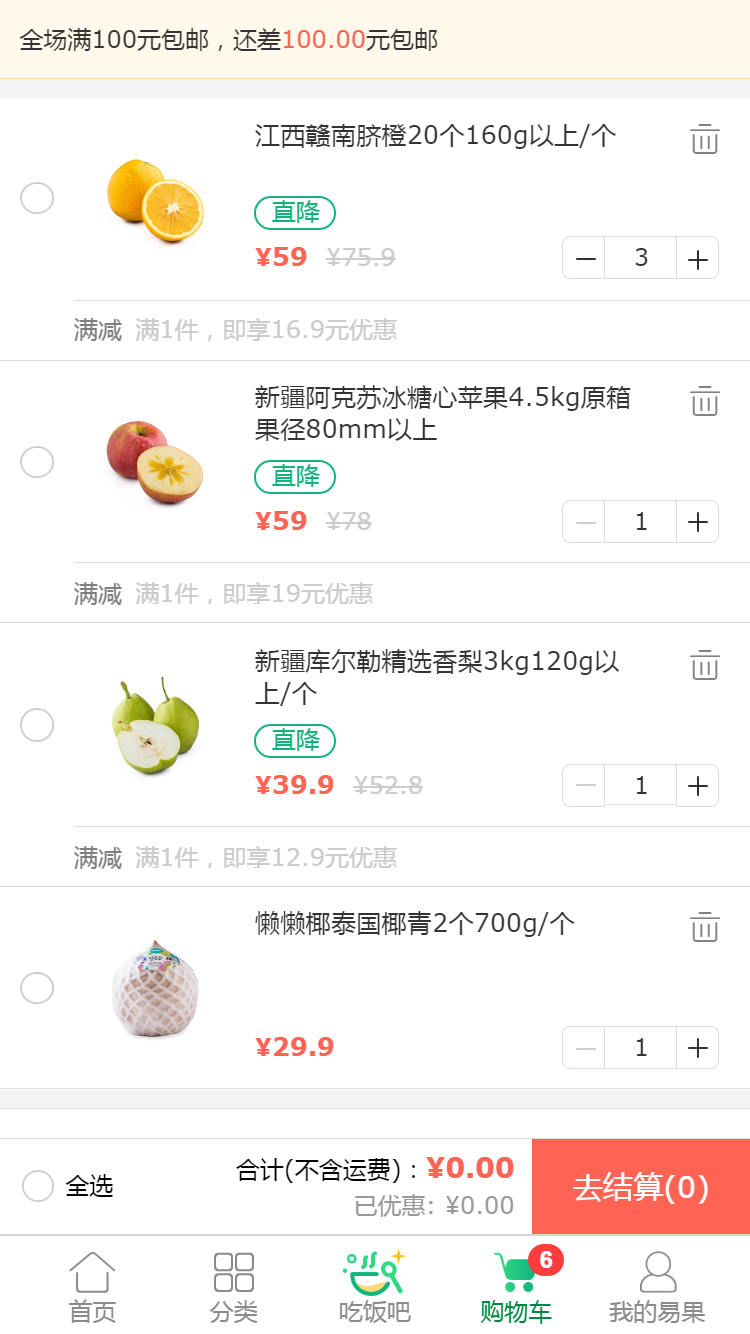 全场满100元包邮，还差100.00元包邮
江西赣南脐橙20个160g以上/个
直降
¥59 ¥75.9
3
满减 满1件，即享16.9元优惠
新疆阿克苏冰糖心苹果4.5kg原箱
果径80mm以上
直降
¥59 ¥78
1
满减 满1件，即享19元优惠
新疆库尔勒精选香梨3kg120g以
上/个
直降
¥39.9 ¥52.8
1
满减 满1件，即享12.9元优惠
懒懒椰泰国椰青2个700g/个
¥29.9
1
全选
合计(不含运费)：¥0.00
已优惠: ¥0.00
去结算(0)
6
首页 分类 吃饭吧 购物车 我的易果